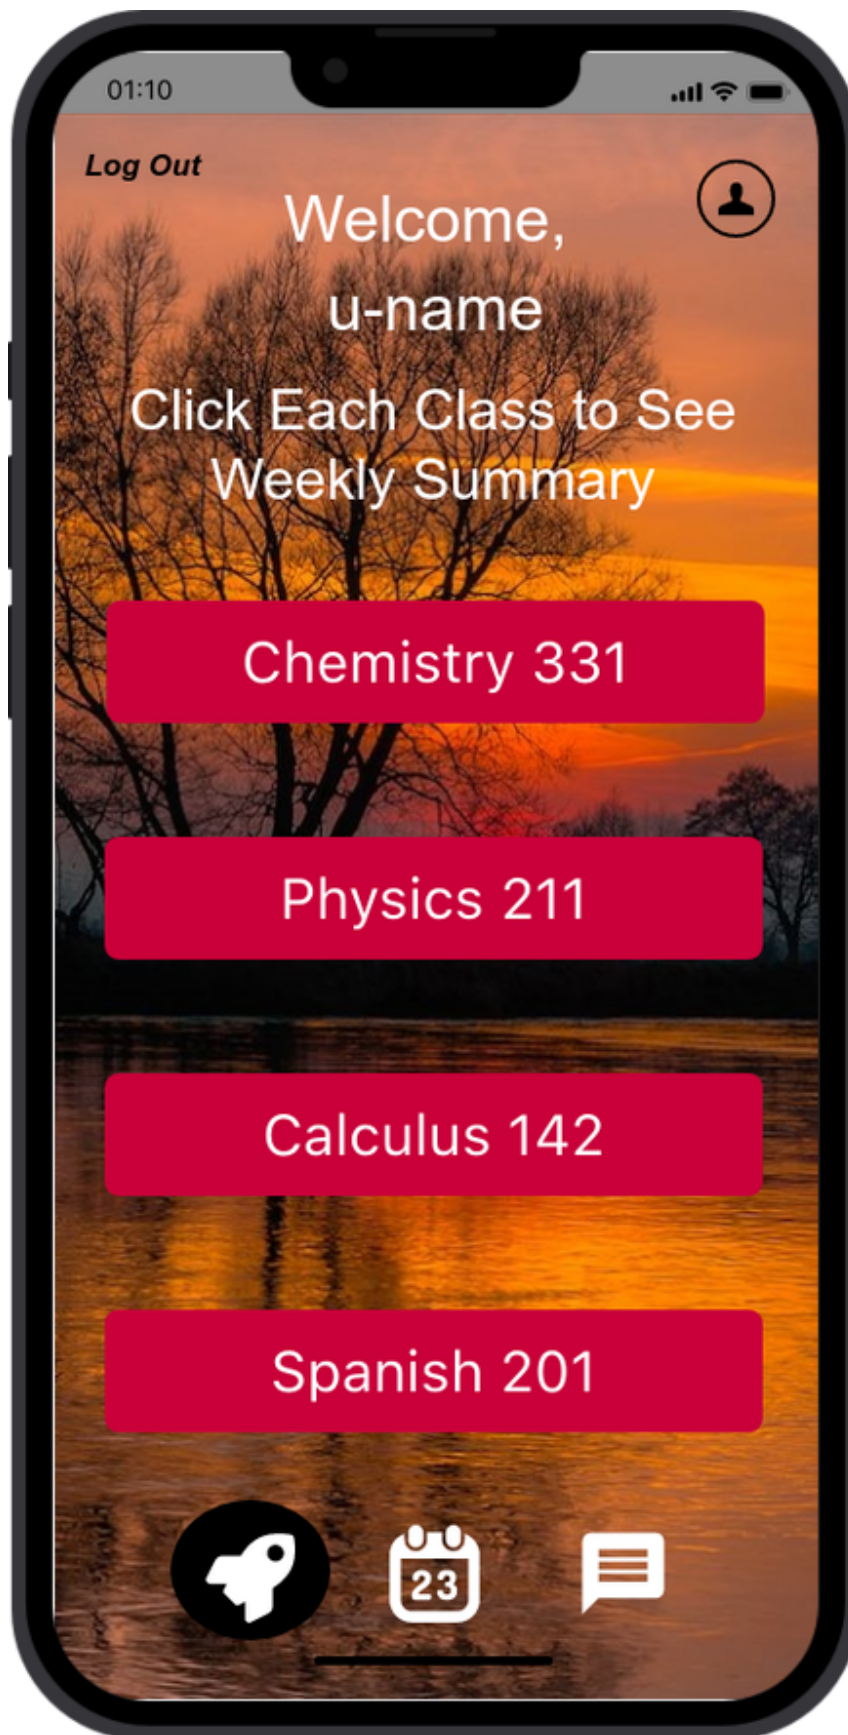 01:10
Log Out
Welcome,
u-name
Click Each Class to See
Weekly Summary
Chemistry 331
Physics 211
Calculus 142
Spanish 201
23